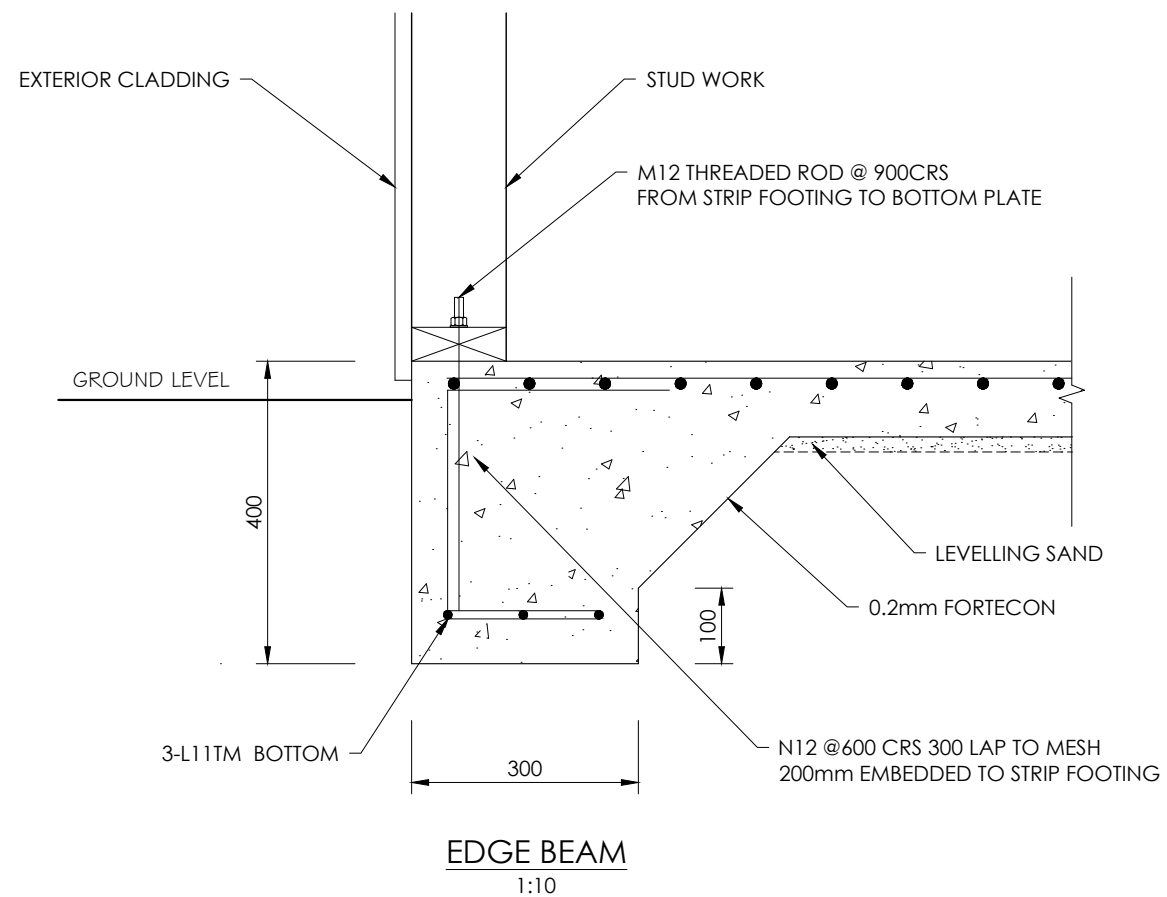 EXTERIOR CLADDING
STUD WORK
M12 THREADED ROD @ 900CRS
FROM STRIP FOOTING TO BOTTOM PLATE
GROUND LEVEL
400
LEVELLING SAND
0.2mm FORTECON
100
3-L11TM BOTTOM
N12 @600 CRS 300 LAP TO MESH
200mm EMBEDDED TO STRIP FOOTING
300
EDGE BEAM
1:10